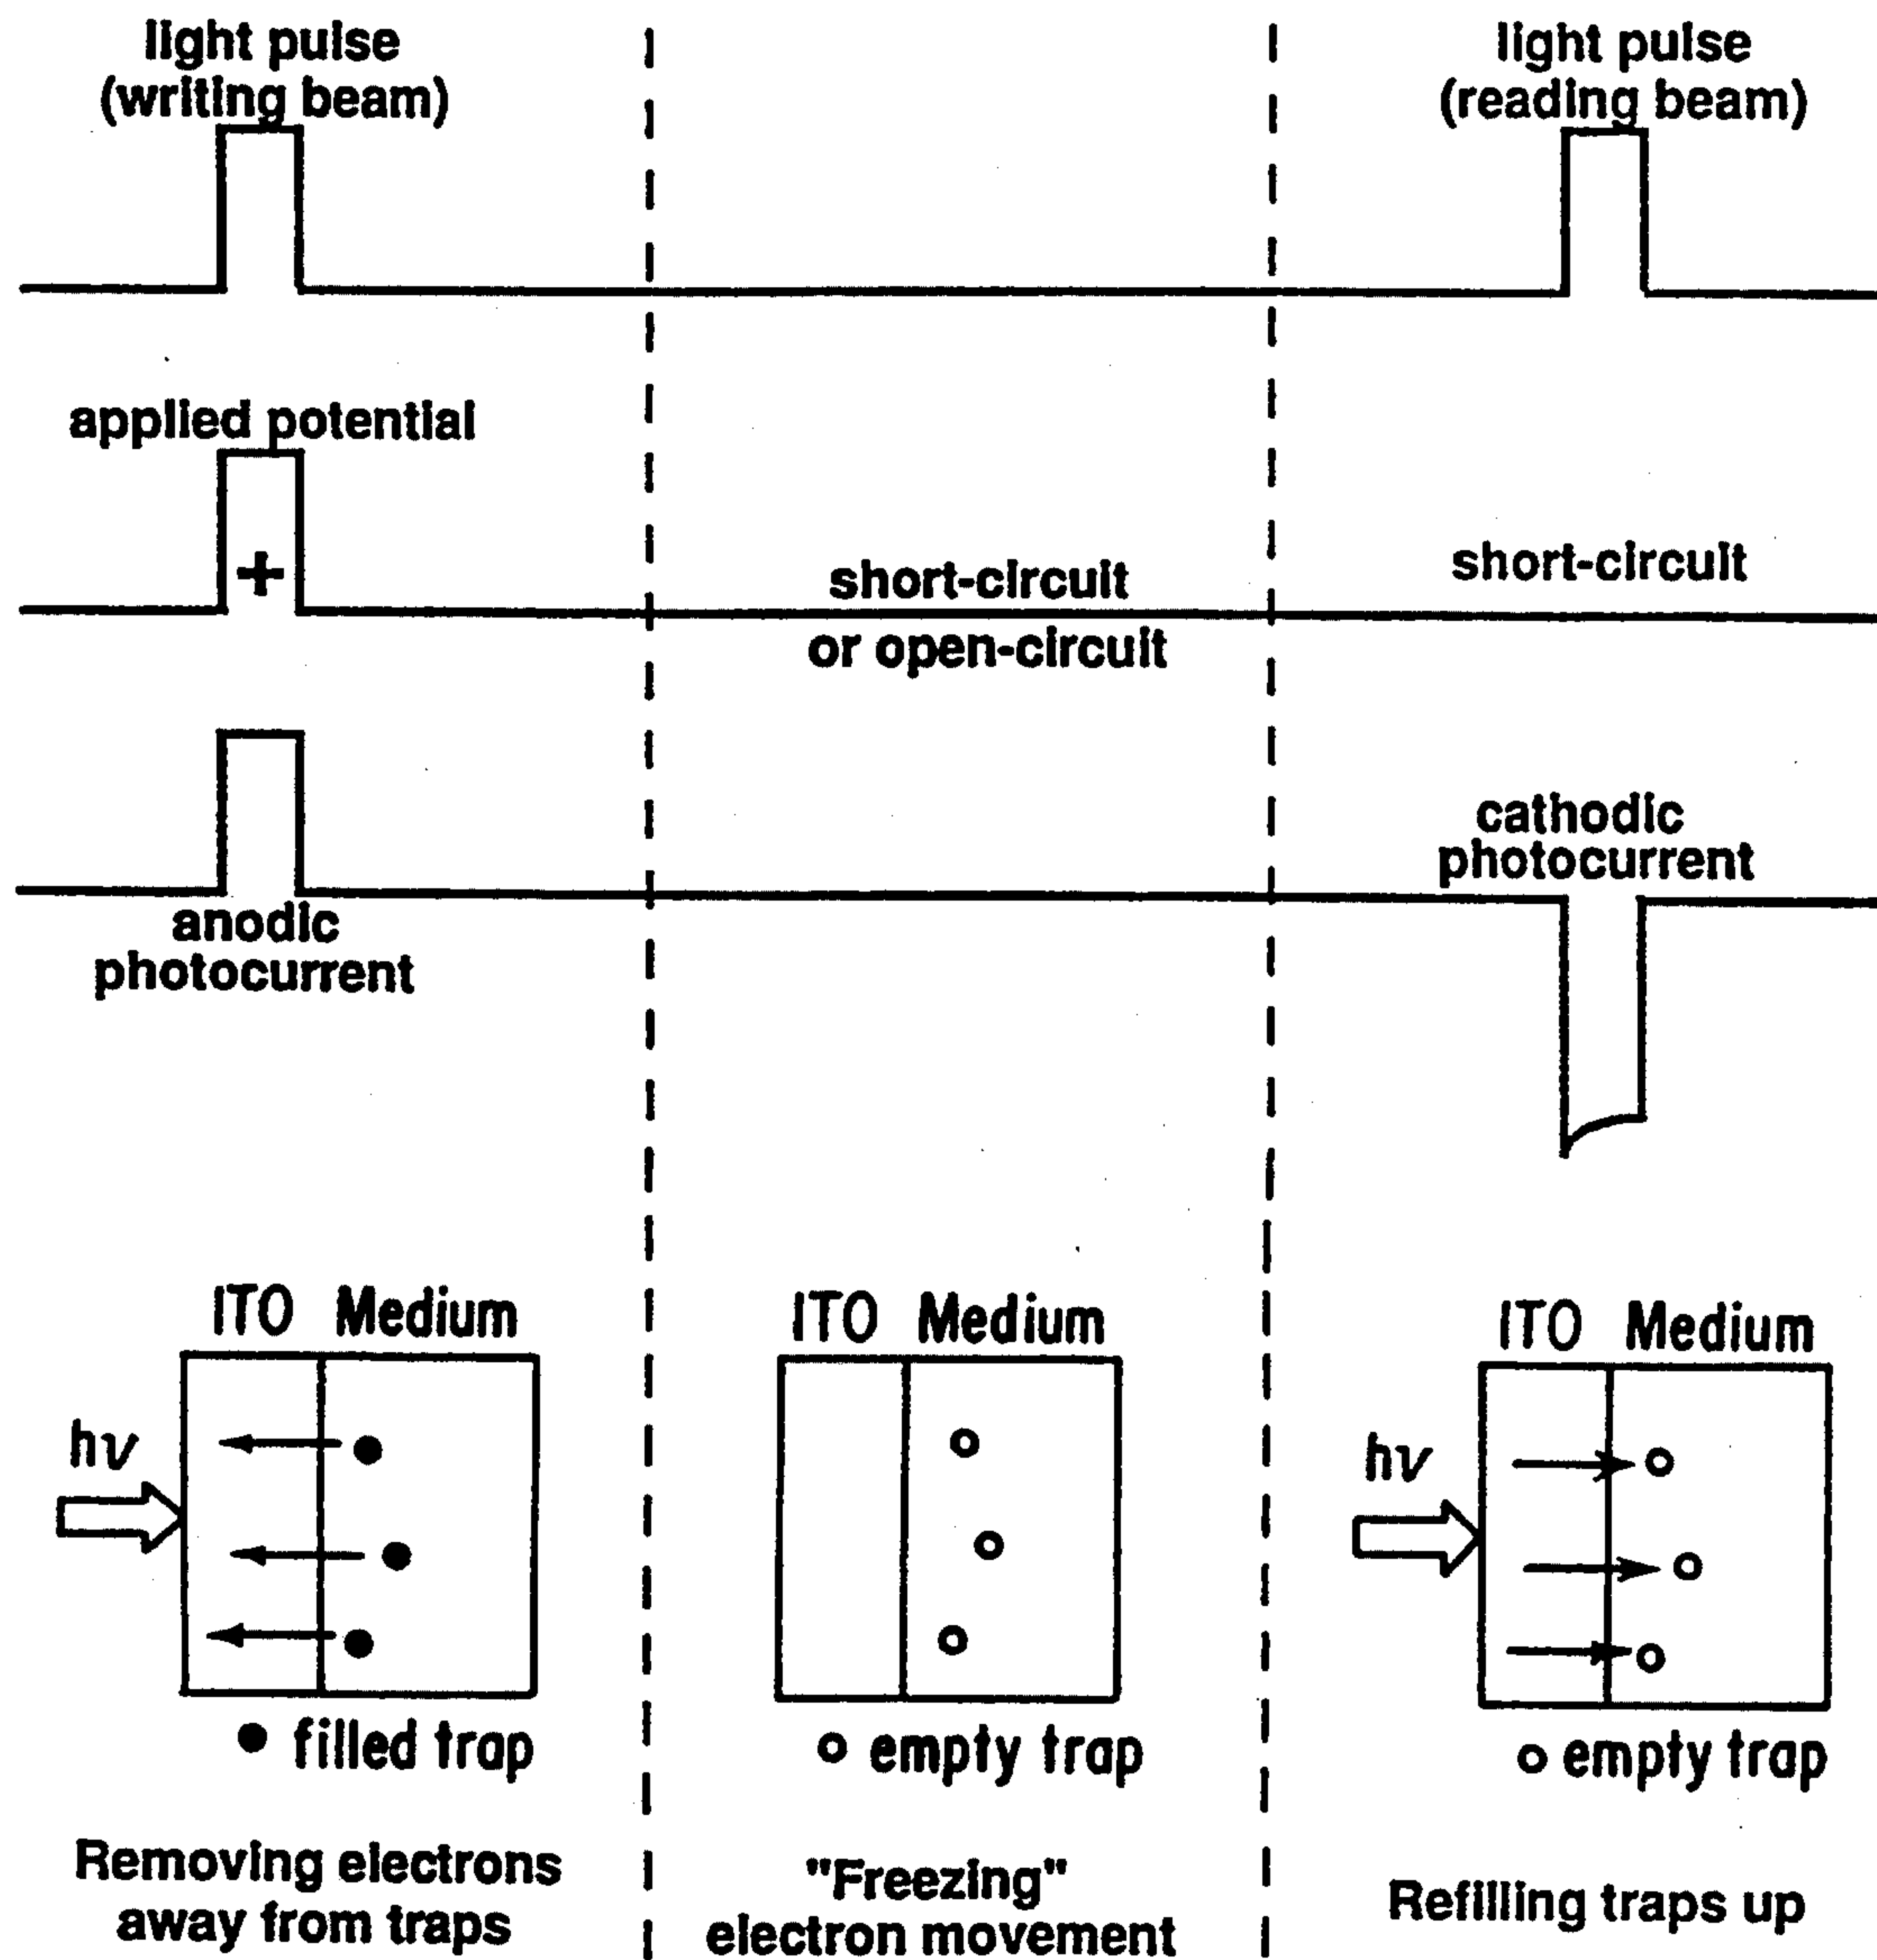 light pulse
(writing beam)
light pulse
(reading beam)
applied potential
+
short-circuit
or open-circuit
short-circuit
anodic
photocurrent
cathodic
photocurrent
ITO Medium
hν
● filled trap
Removing electrons
away from traps
ITO Medium
o empty trap
"Freezing"
electron movement
ITO Medium
hν
o empty trap
Refilling traps up